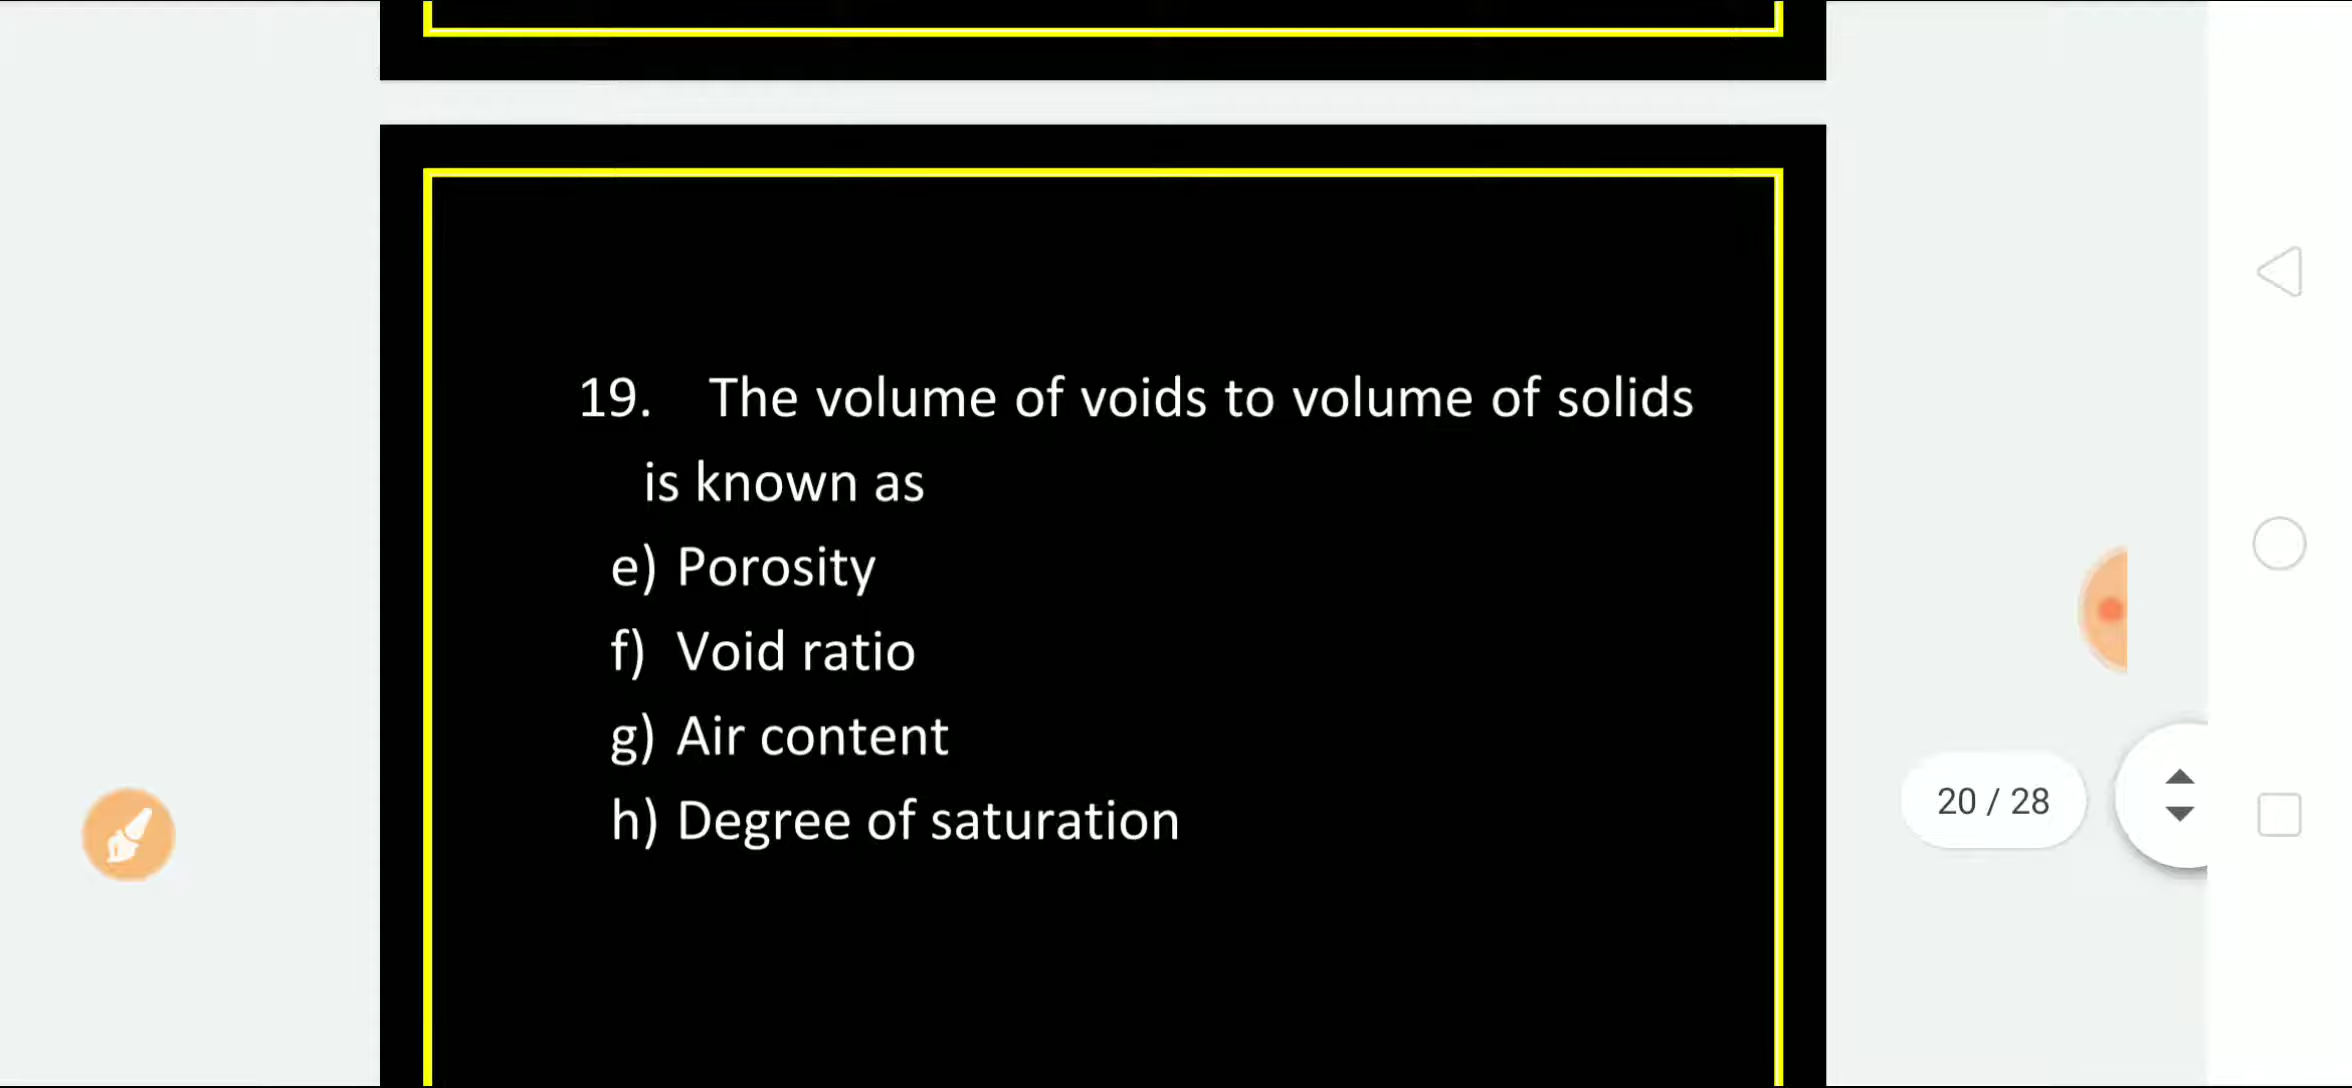 19. The volume of voids to volume of solids
is known as
e) Porosity
f) Void ratio
g) Air content
h) Degree of saturation
20 / 28